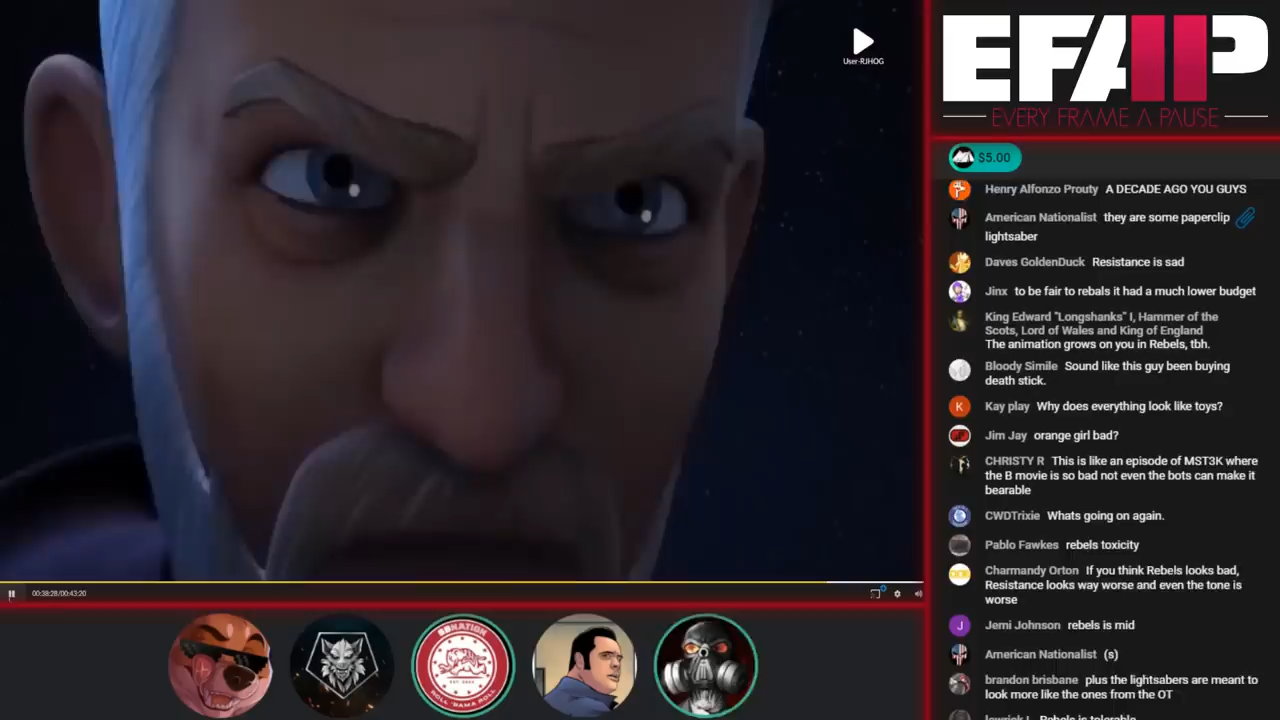 User-RJHOG
00:38:28/00:43:20
EFAP
EVERY FRAME A PAUSE
$5.00
Henry Alfonzo Prouty A DECADE AGO YOU GUYS
American Nationalist they are some paperclip
lightsaber
Daves GoldenDuck Resistance is sad
Jinx to be fair to rebals it had a much lower budget
King Edward "Longshanks" I, Hammer of the
Scots, Lord of Wales and King of England
The animation grows on you in Rebels, tbh.
Bloody Simile Sound like this guy been buying
death stick.
K
Kay play Why does everything look like toys?
Jim Jay orange girl bad?
CHRISTY R This is like an episode of MST3K where
the B movie is so bad not even the bots can make it
bearable
CWDTrixie Whats going on again.
Pablo Fawkes rebels toxicity
Charmandy Orton If you think Rebels looks bad,
Resistance looks way worse and even the tone is
worse
J
Jemi Johnson rebels is mid
American Nationalist (s)
brandon brisbane plus the lightsabers are meant to
look more like the ones from the OT
Rebels is tolerable
NATION
ROLL 'DAMA ROLL